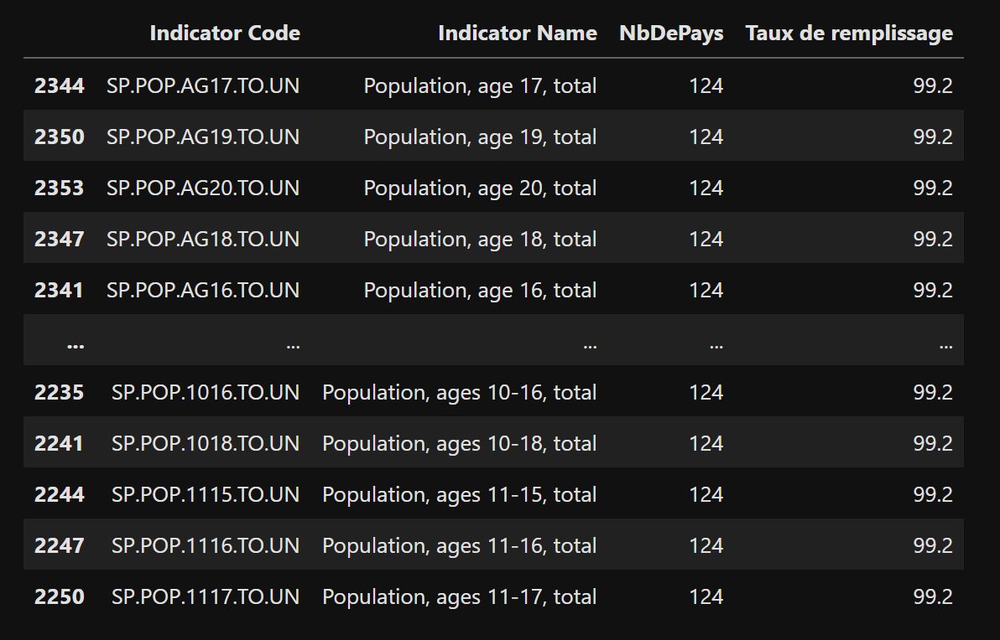 Indicator Code Indicator Name NbDePays Taux de remplissage
2344 SP.POP.AG17.TO.UN Population, age 17, total 124 99.2
2350 SP.POP.AG19.TO.UN Population, age 19, total 124 99.2
2353 SP.POP.AG20.TO.UN Population, age 20, total 124 99.2
2347 SP.POP.AG18.TO.UN Population, age 18, total 124 99.2
2341 SP.POP.AG16.TO.UN Population, age 16, total 124 99.2
... ... ... ... ...
2235 SP.POP.1016.TO.UN Population, ages 10-16, total 124 99.2
2241 SP.POP.1018.TO.UN Population, ages 10-18, total 124 99.2
2244 SP.POP.1115.TO.UN Population, ages 11-15, total 124 99.2
2247 SP.POP.1116.TO.UN Population, ages 11-16, total 124 99.2
2250 SP.POP.1117.TO.UN Population, ages 11-17, total 124 99.2